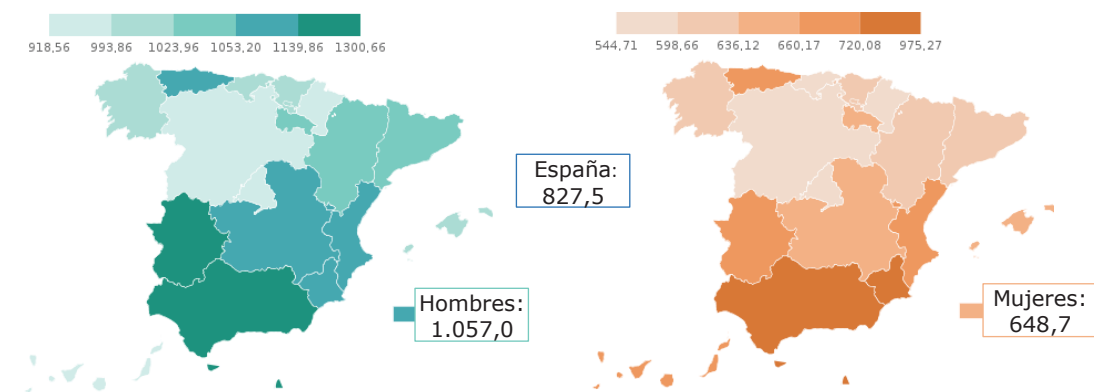 918,56 993,86 1023,96 1053,20 1139,86 1300,66
544,71 598,66 636,12 660,17 720,08 975,27
España:
827,5
Hombres:
1.057,0
Mujeres:
648,7